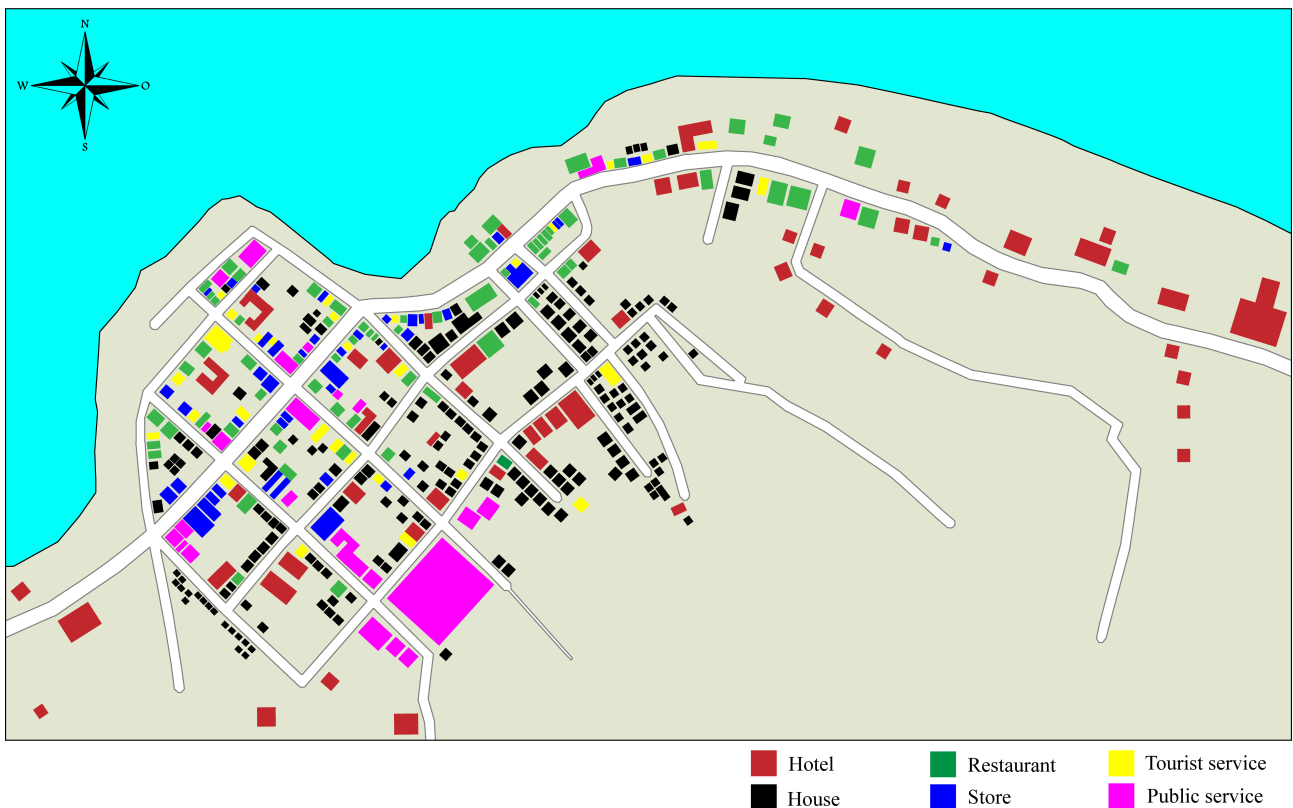 N
W O
S
Hotel Restaurant Tourist service
House Store Public service